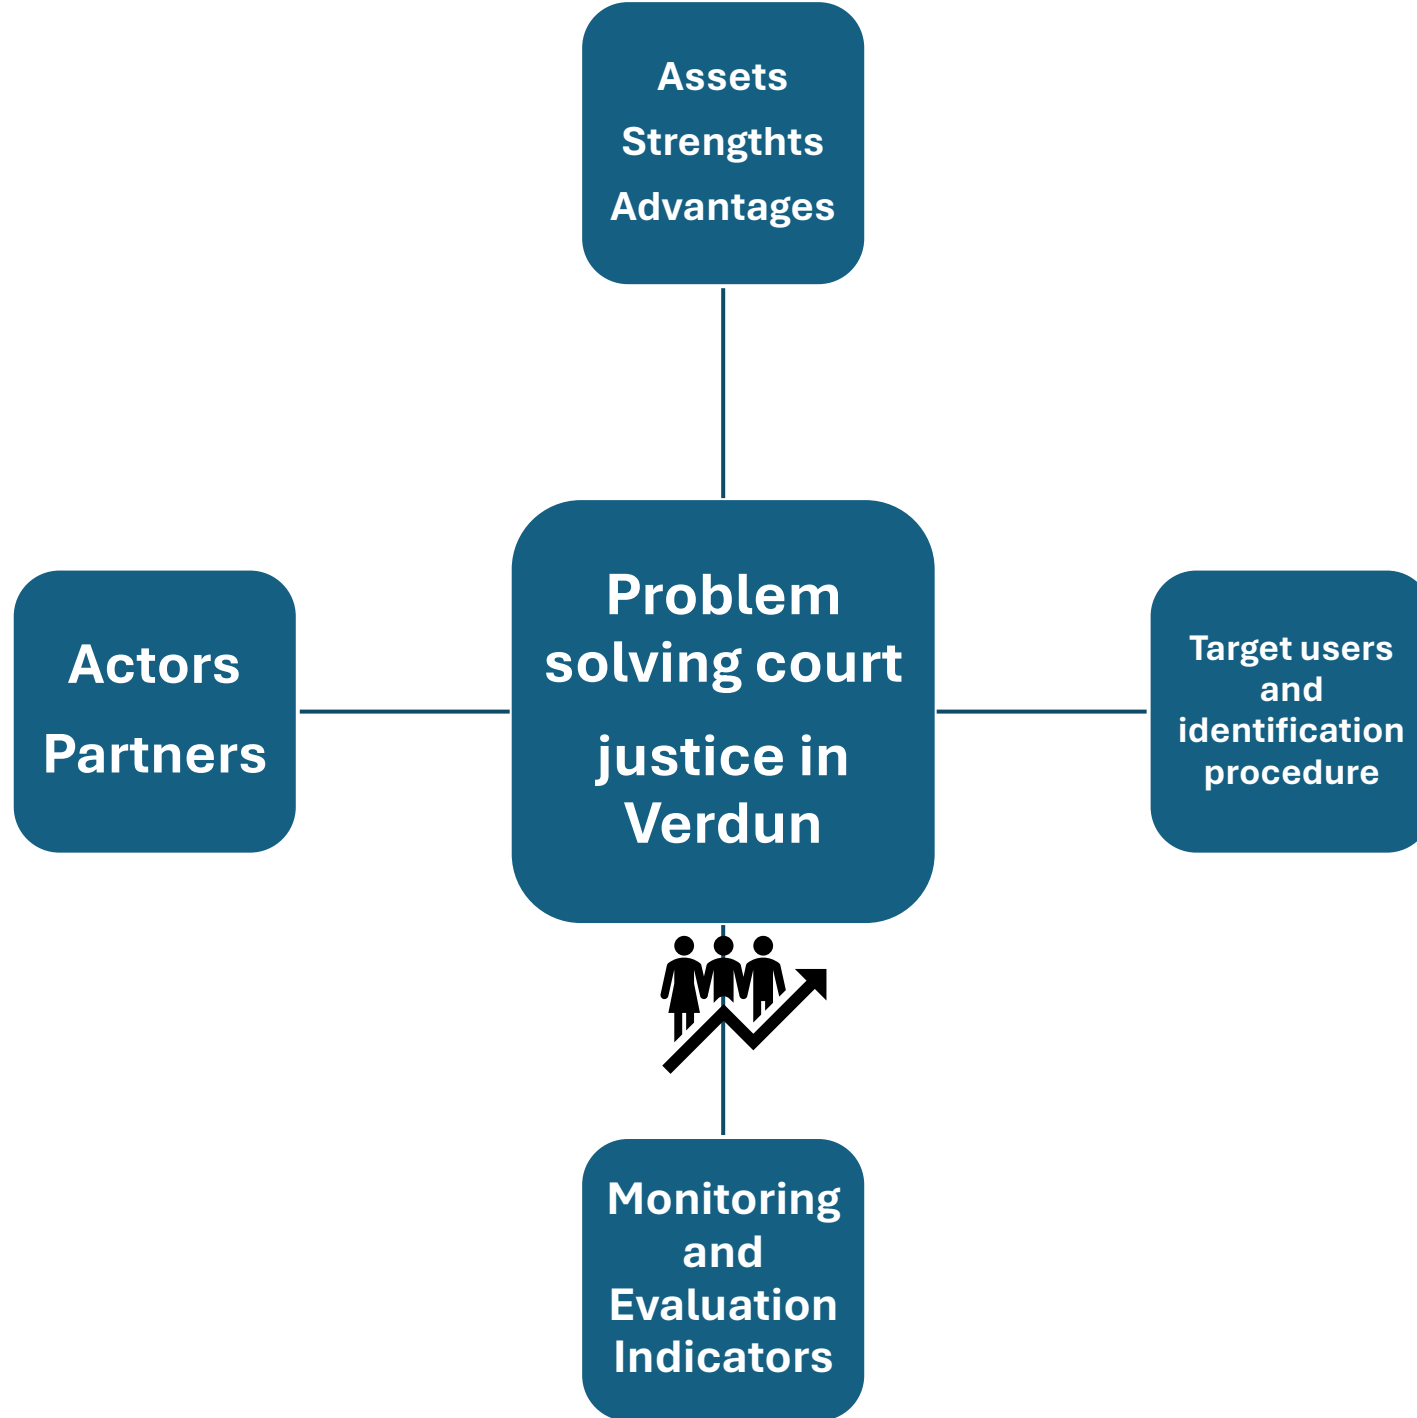 Assets
Strengthts
Advantages
Actors
Partners
Problem
solving court
justice in
Verdun
Target users
and
identification
procedure
Monitoring
and
Evaluation
Indicators